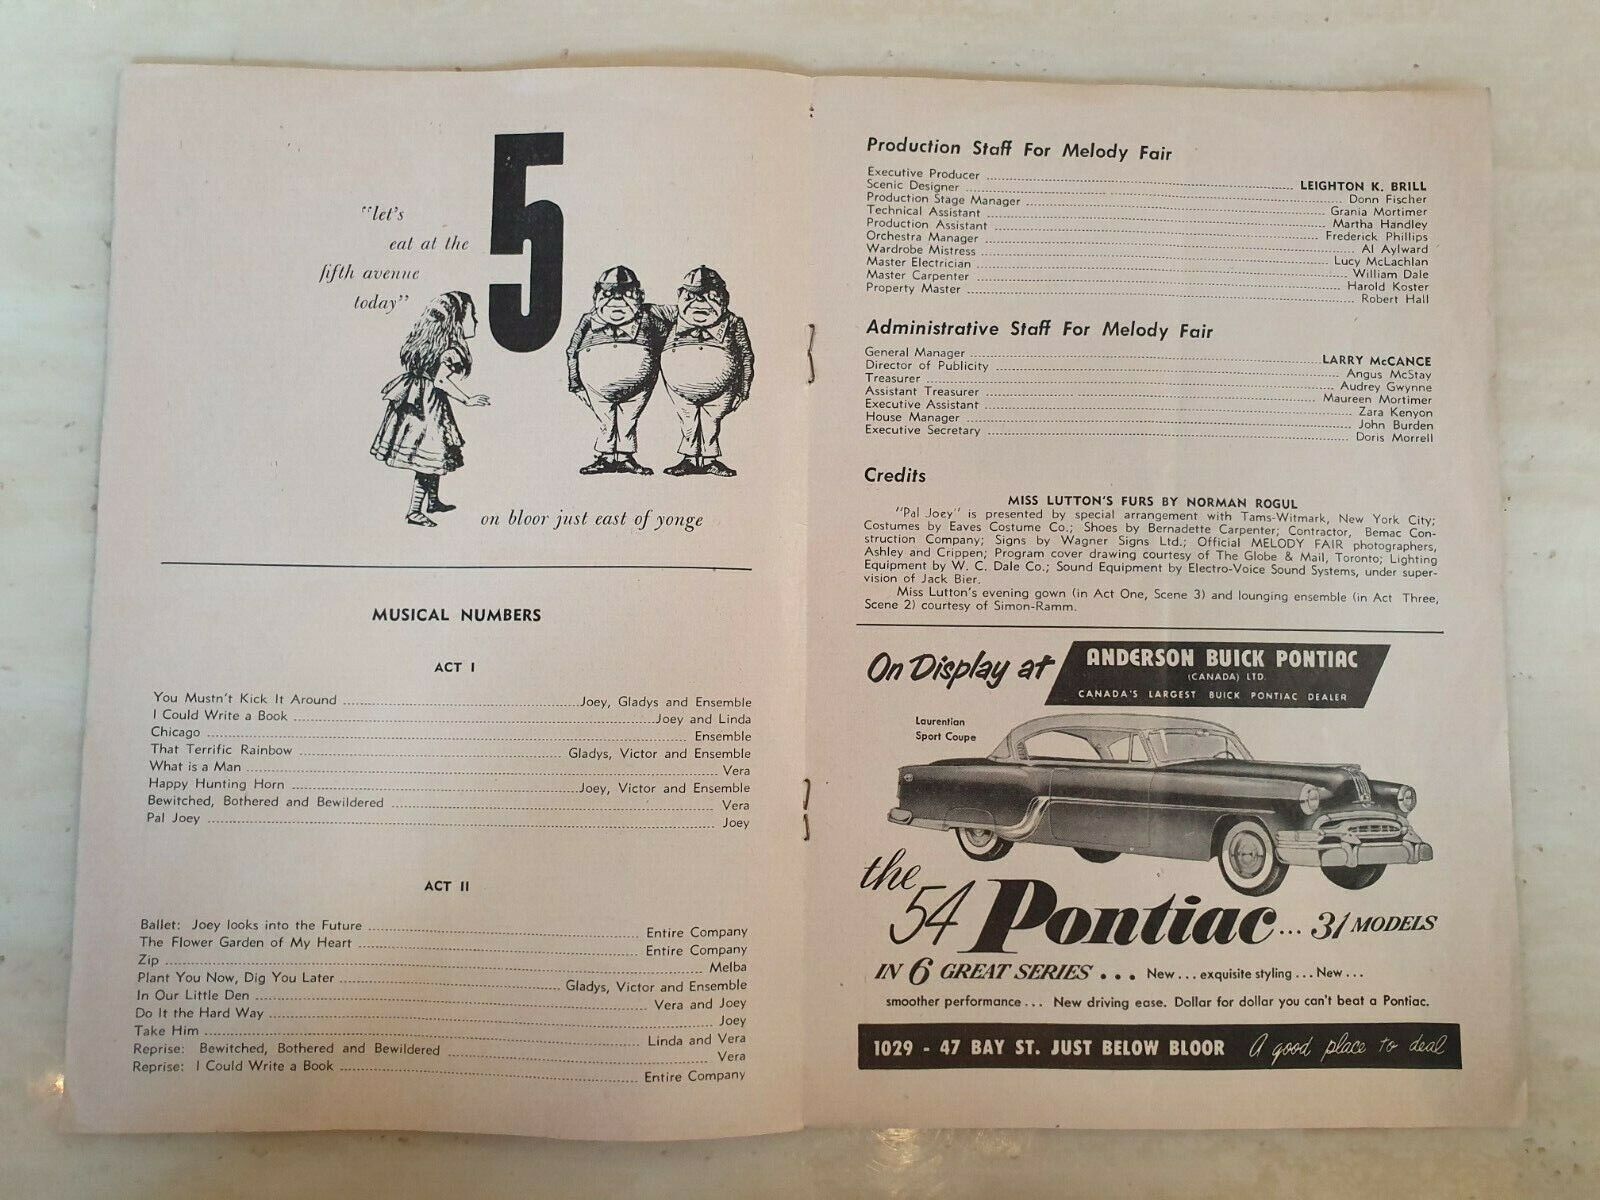 5
"let's
eat at the
fifth avenue
today"
on bloor just east of yonge
MUSICAL NUMBERS
ACT I
You Mustn't Kick It Around Joey, Gladys and Ensemble
I Could Write a Book Joey and Linda
Chicago Ensemble
That Terrific Rainbow Gladys, Victor and Ensemble
What is a Man Vera
Happy Hunting Horn Joey, Victor and Ensemble
Bewitched, Bothered and Bewildered Vera
Pal Joey Joey
ACT II
Ballet: Joey looks into the Future Entire Company
The Flower Garden of My Heart Entire Company
Zip Melba
Plant You Now, Dig You Later Gladys, Victor and Ensemble
In Our Little Den Vera and Joey
Do It the Hard Way Joey
Take Him Linda and Vera
Reprise: Bewitched, Bothered and Bewildered Vera
Reprise: I Could Write a Book Entire Company
Production Staff For Melody Fair
Executive Producer LEIGHTON K. BRILL
Scenic Designer Donn Fischer
Production Stage Manager Grania Mortimer
Technical Assistant Martha Handley
Production Assistant Frederick Phillips
Orchestra Manager Al Aylward
Wardrobe Mistress Lucy McLachlan
Master Electrician William Dale
Master Carpenter Harold Koster
Property Master Robert Hall
Administrative Staff For Melody Fair
General Manager LARRY McCANCE
Director of Publicity Angus McStay
Treasurer Audrey Gwynne
Assistant Treasurer Maureen Mortimer
Executive Assistant Zara Kenyon
House Manager John Burden
Executive Secretary Doris Morrell
Credits
MISS LUTTON'S FURS BY NORMAN ROGUL
"Pal Joey" is presented by special arrangement with Tams-Witmark, New York City;
Costumes by Eaves Costume Co.; Shoes by Bernadette Carpenter; Contractor, Bemac Con-
struction Company; Signs by Wagner Signs Ltd.; Official MELODY FAIR photographers,
Ashley and Crippen; Program cover drawing courtesy of The Globe & Mail, Toronto; Lighting
Equipment by W. C. Dale Co.; Sound Equipment by Electro-Voice Sound Systems, under super-
vision of Jack Bier.
Miss Lutton's evening gown (in Act One, Scene 3) and lounging ensemble (in Act Three,
Scene 2) courtesy of Simon-Ramm.
On Display at
ANDERSON BUICK PONTIAC
(CANADA) LTD.
CANADA'S LARGEST BUICK PONTIAC DEALER
Laurentian
Sport Coupe
the
54 Pontiac... 31 MODELS
IN 6 GREAT SERIES ... New...exquisite styling...New...
smoother performance... New driving ease. Dollar for dollar you can't beat a Pontiac.
1029 - 47 BAY ST. JUST BELOW BLOOR A good place to deal